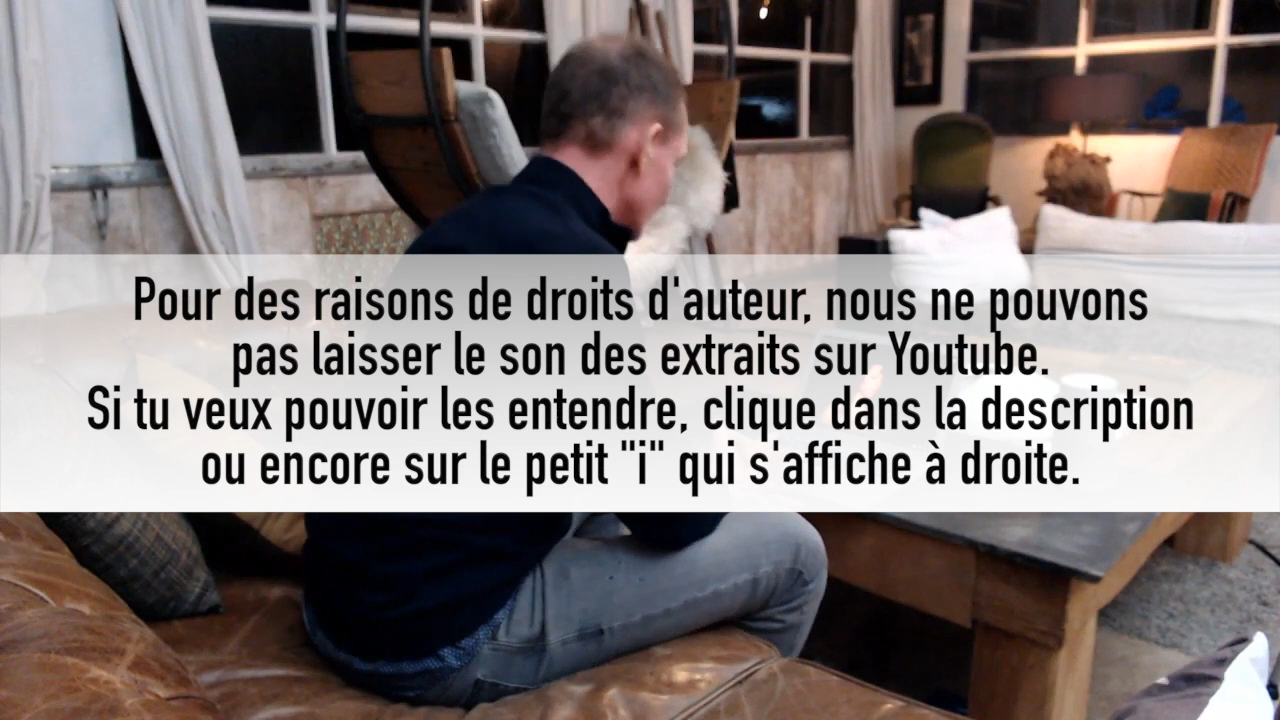 Pour des raisons de droits d'auteur, nous ne pouvons
pas laisser le son des extraits sur Youtube.
Si tu veux pouvoir les entendre, clique dans la description
ou encore sur le petit "i" qui s'affiche à droite.